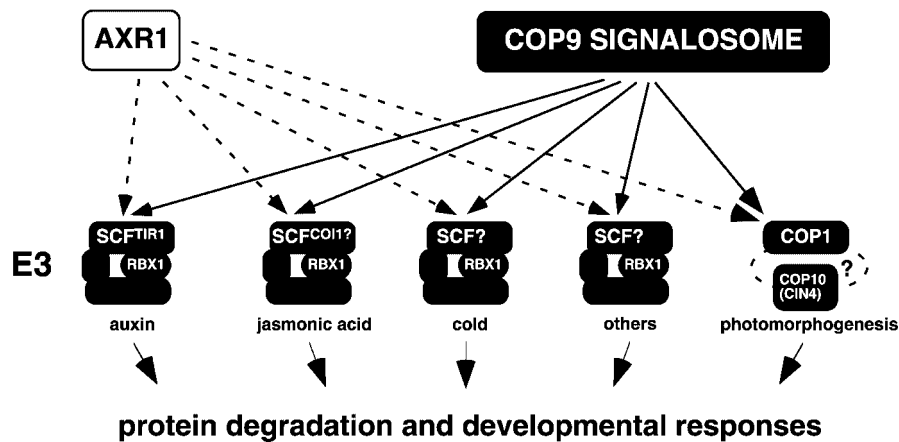 AXR1
COP9 SIGNALOSOME
E3
SCFTIR1
RBX1
auxin
SCFCOI1?
RBX1
jasmonic acid
SCF?
RBX1
cold
SCF?
RBX1
others
COP1
?
COP10
(CIN4)
photomorphogenesis
protein degradation and developmental responses